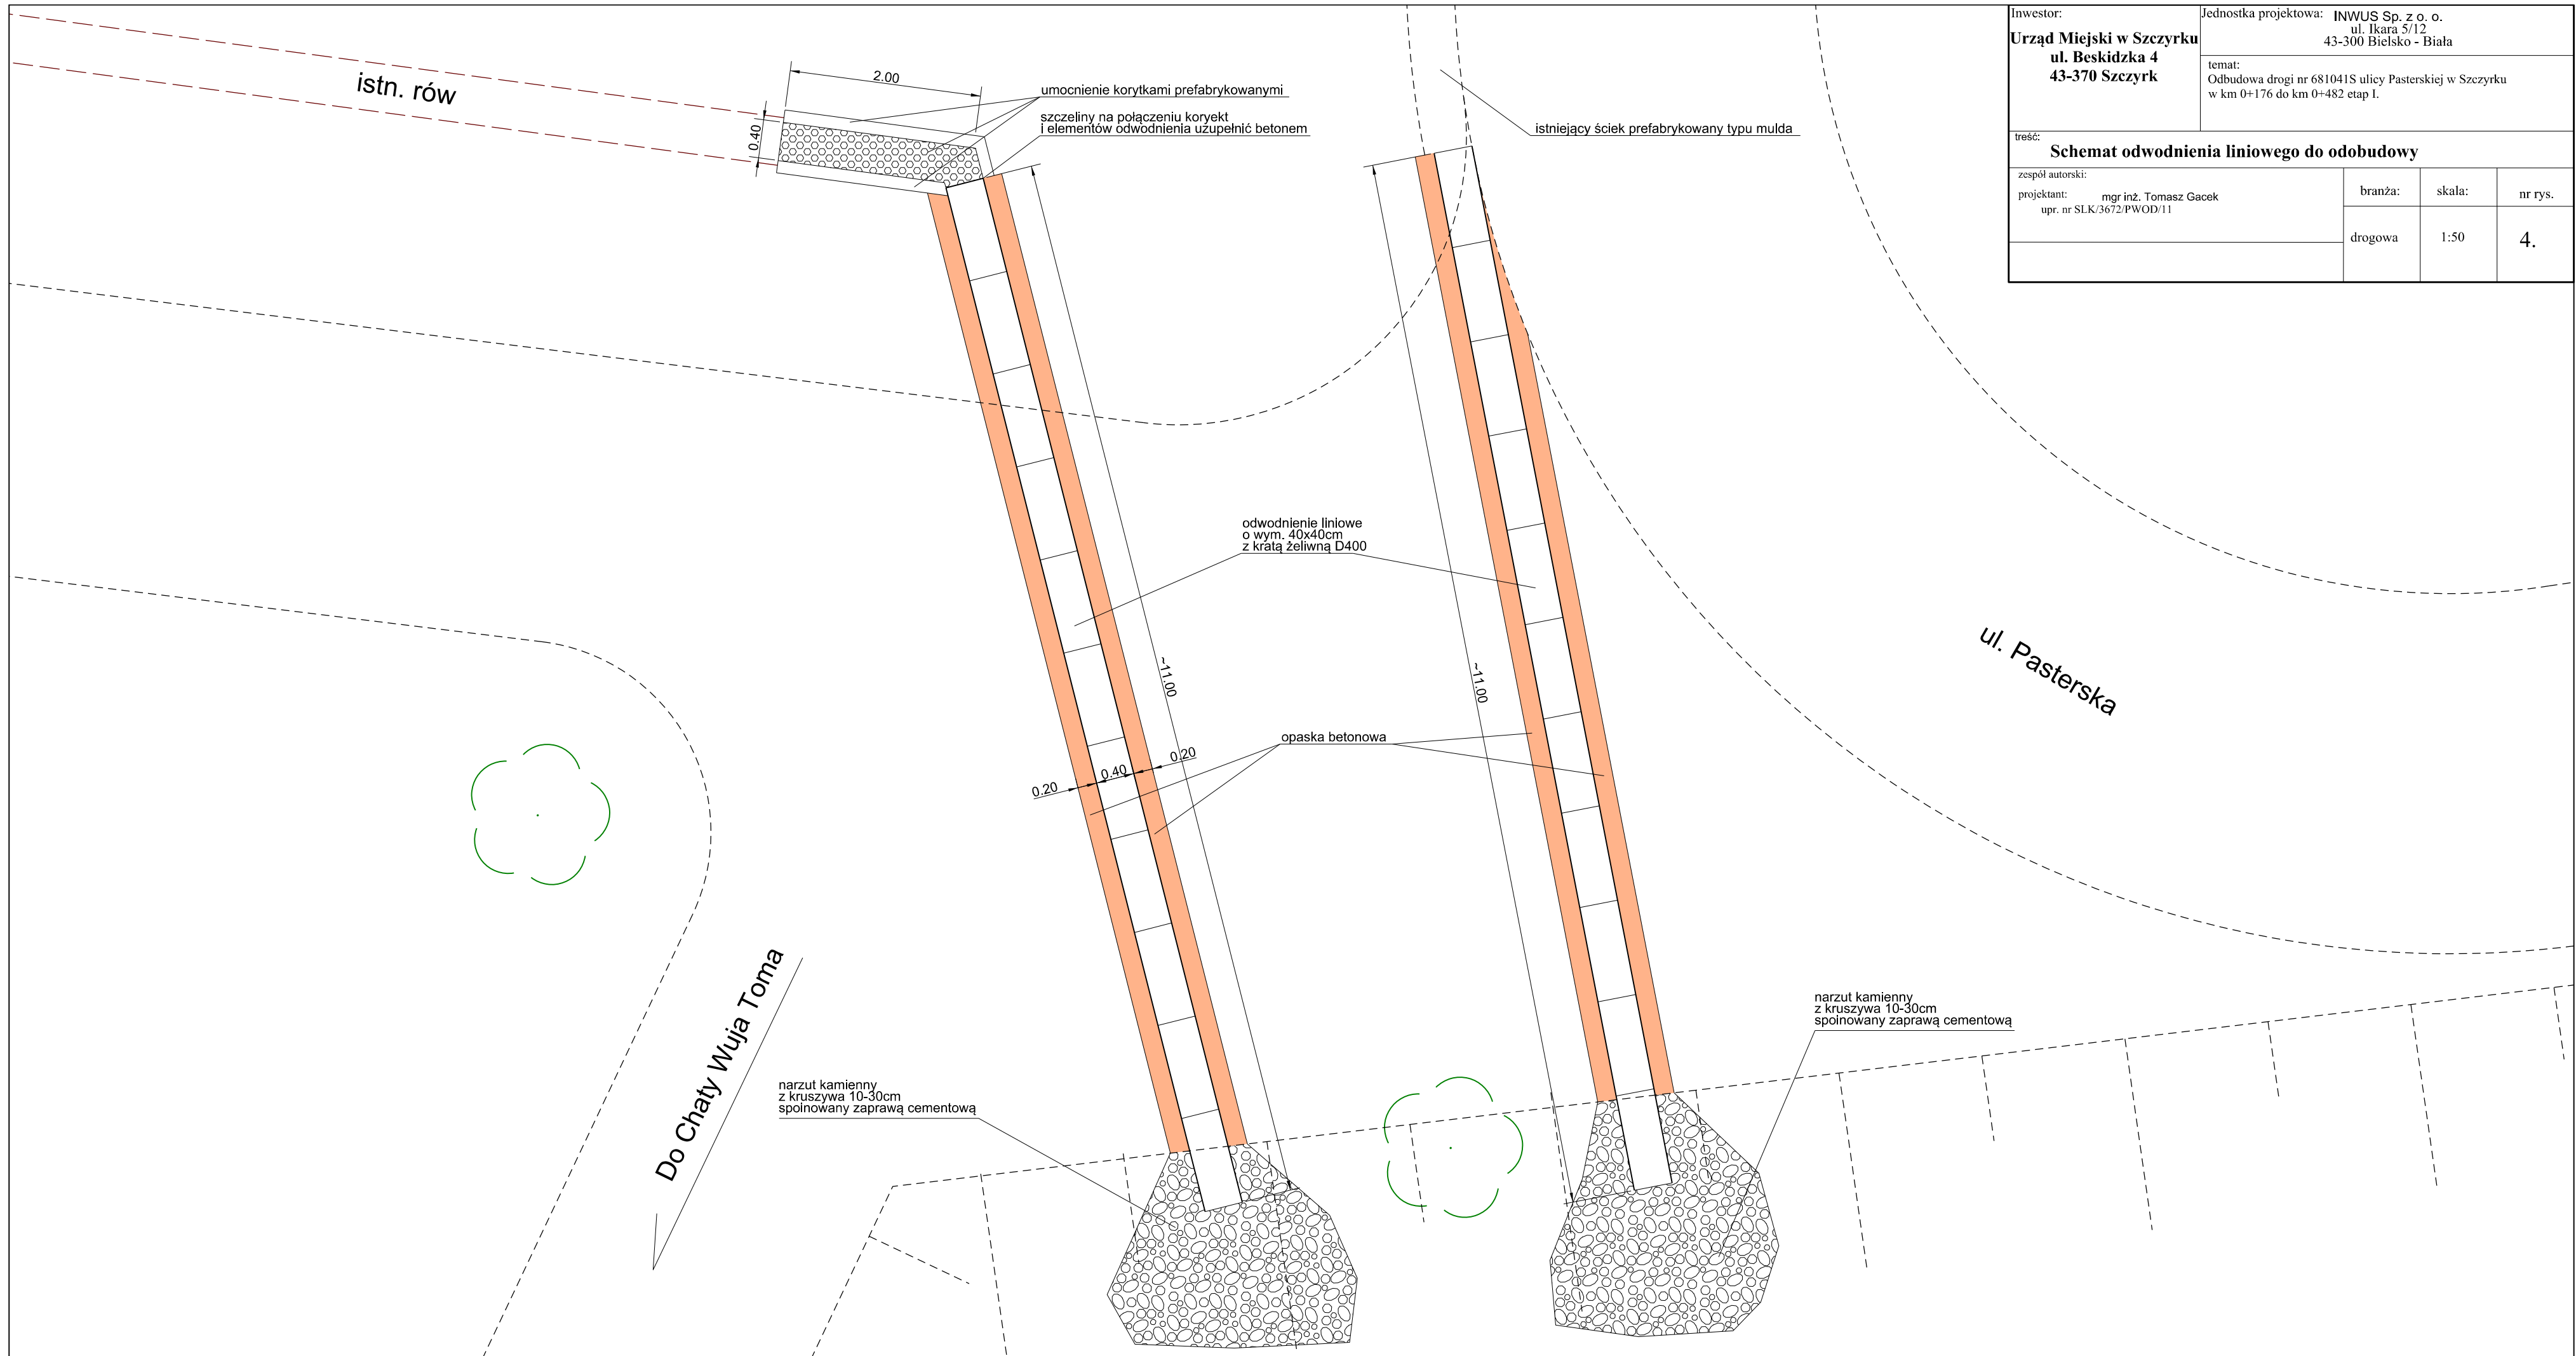 Inwestor:
Urząd Miejski w Szczyrku
ul. Beskidzka 4
43-370 Szczyrk
Jednostka projektowa: INWUS Sp. z o. o.
ul. Ikara 5/12
43-300 Bielsko - Biała
temat:
Odbudowa drogi nr 681041S ulicy Pasterskiej w Szczyrku
w km 0+176 do km 0+482 etap I.
treść:
Schemat odwodnienia liniowego do odobudowy
zespół autorski:
projektant: mgr inż. Tomasz Gacek
upr. nr SLK/3672/PWOD/11
branża:
skala:
nr rys.
drogowa
1:50
4.
istn. rów
2.00
0.40
umocnienie korytkami prefabrykowanymi
szczeliny na połączeniu koryekt
i elementów odwodnienia uzupełnić betonem
istniejący ściek prefabrykowany typu mulda
odwodnienie liniowe
o wym. 40x40cm
z kratą żeliwną D400
~11.00
~11.00
ul. Pasterska
opaska betonowa
0.20
0.40
0.20
Do Chaty Wuja Toma
narzut kamienny
z kruszywa 10-30cm
spoinowany zaprawą cementową
narzut kamienny
z kruszywa 10-30cm
spoinowany zaprawą cementową